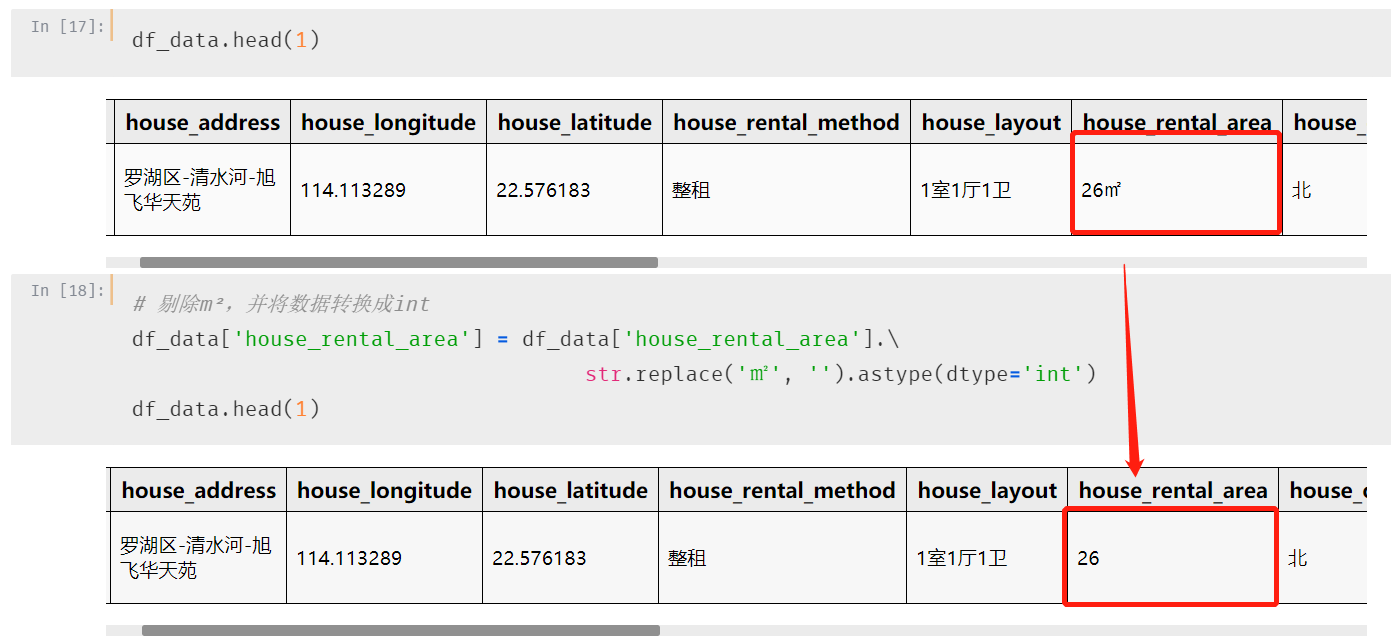 In [17]:
df_data.head(1)
house_address house_longitude house_latitude house_rental_method house_layout house_rental_area house_
罗湖区-清水河-旭
飞华天苑 114.113289 22.576183 整租 1室1厅1卫 26㎡ 北
In [18]:
# 剔除m²，并将数据转换成int
df_data['house_rental_area'] = df_data['house_rental_area'].\
str.replace('㎡', '').astype(dtype='int')
df_data.head(1)
house_address house_longitude house_latitude house_rental_method house_layout house_rental_area house_
罗湖区-清水河-旭
飞华天苑 114.113289 22.576183 整租 1室1厅1卫 26 北